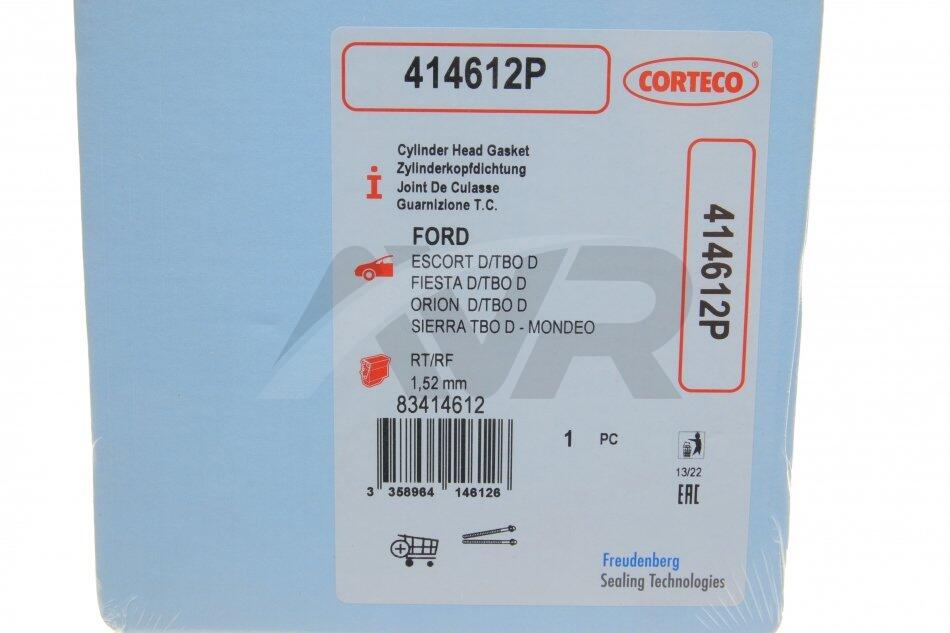 414612P
CORTECO®
Cylinder Head Gasket
Zylinderkopfdichtung
Joint De Culasse
Guarnizione T.C.
414612P
FORD
ESCORT D/TBO D
FIESTA D/TBO D
ORION D/TBO D
SIERRA TBO D - MONDEO
AVR
RT/RF
1,52 mm
83414612
1 PC
13/22
3 358964 146126
EAC
Freudenberg
Sealing Technologies